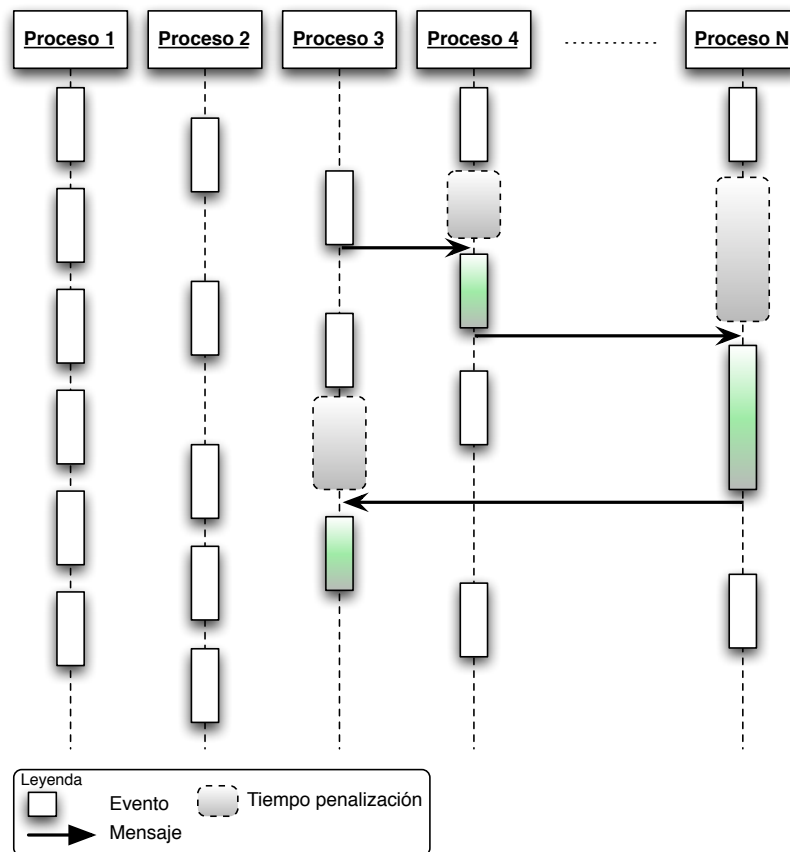 Proceso 1
Proceso 2
Proceso 3
Proceso 4
Proceso N
Leyenda
Evento
Tiempo penalización
Mensaje